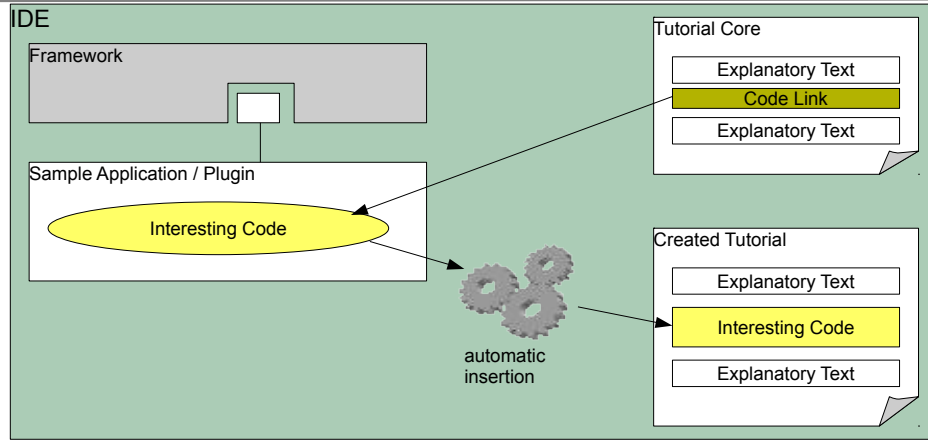 IDE
Framework
Sample Application / Plugin
Interesting Code
automatic
insertion
Tutorial Core
Explanatory Text
Code Link
Explanatory Text
Created Tutorial
Explanatory Text
Interesting Code
Explanatory Text